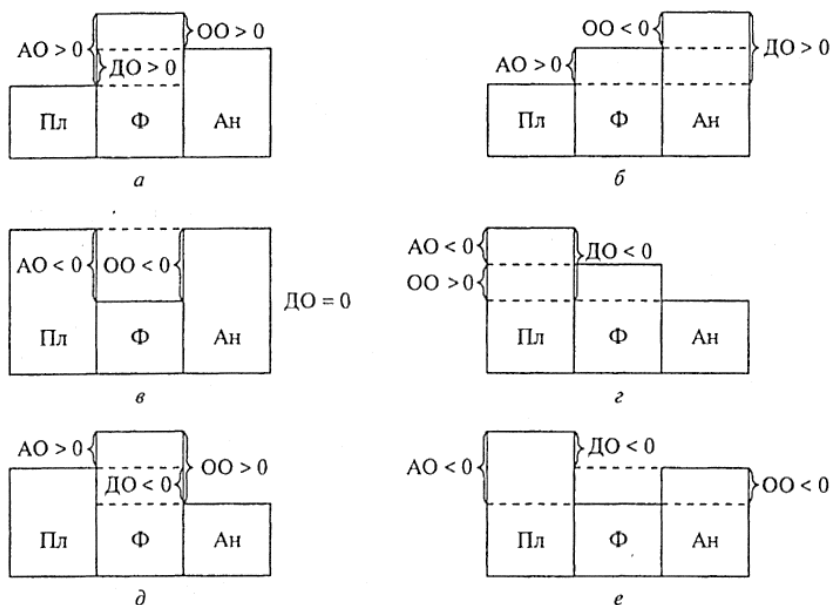 АО > 0
ДО > 0
ОО > 0
Пл Ф Ан
а
ОО < 0
АО > 0
ДО > 0
Пл Ф Ан
б
АО < 0 ОО < 0
ДО = 0
Пл Ф Ан
в
АО < 0
ДО < 0
ОО > 0
Пл Ф Ан
г
АО > 0
ОО > 0
ДО < 0
Пл Ф Ан
д
ДО < 0
АО < 0
ОО < 0
Пл Ф Ан
е